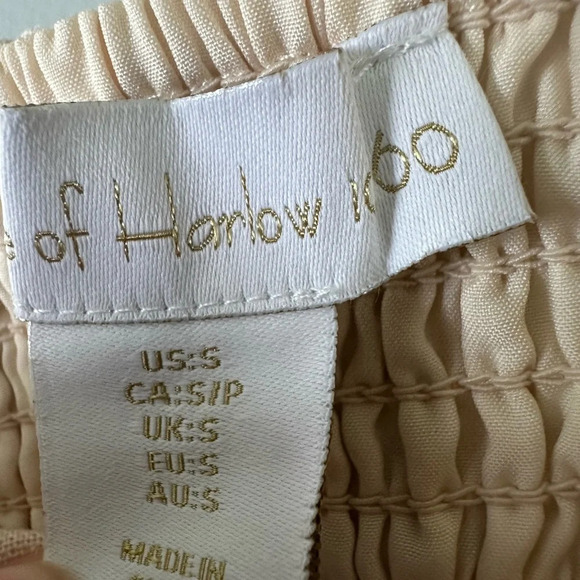 of Harlow 1960
US:S
CA:S/P
UK:S
EU:S
AU:S
MADE IN